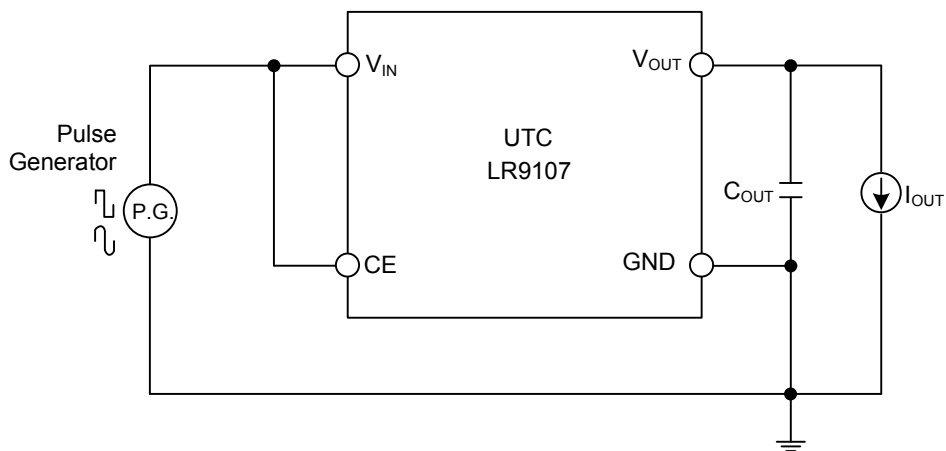 V_IN
V_OUT
Pulse
Generator
UTC
LR9107
P.G.
C_OUT
I_OUT
CE
GND